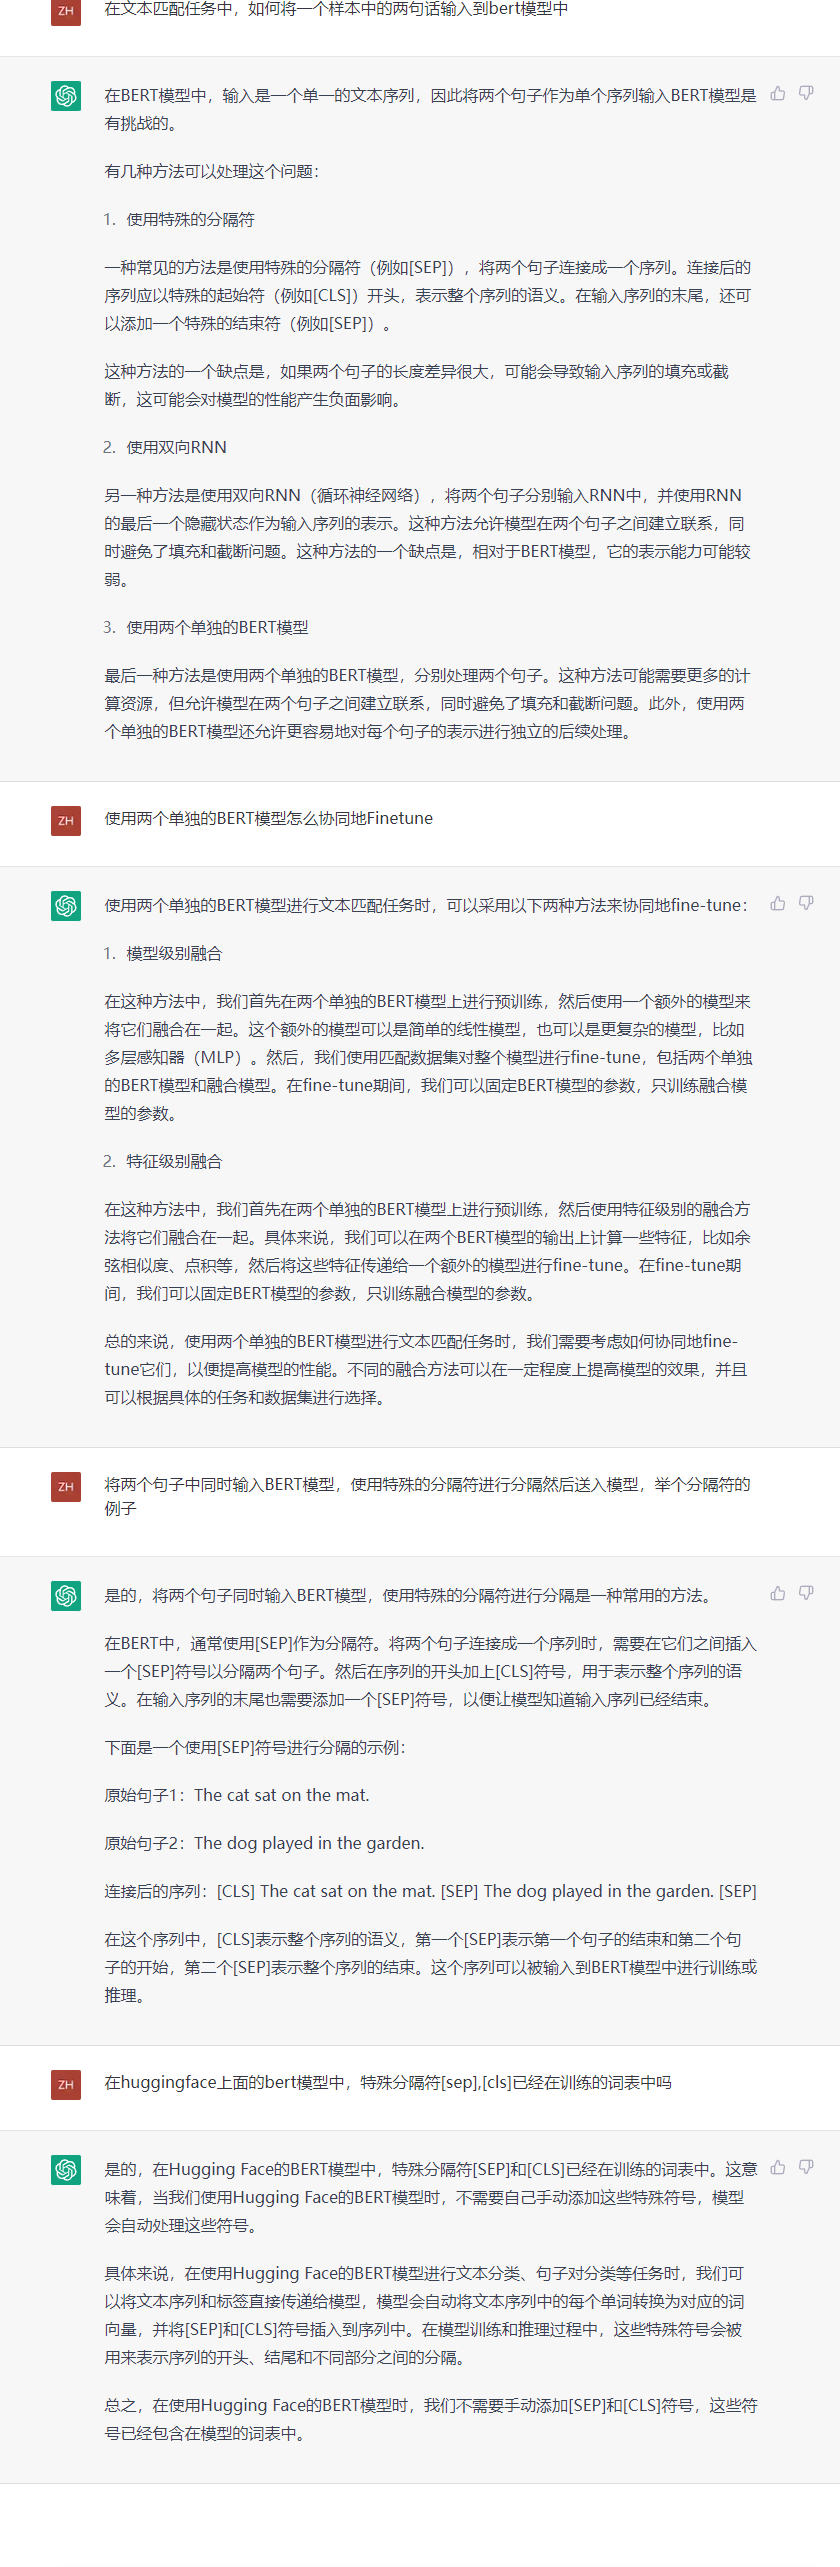 ZH
在文本匹配任务中，如何将一个样本中的两句话输入到bert模型中
在BERT模型中，输入是一个单一的文本序列，因此将两个句子作为单个序列输入BERT模型是
有挑战的。
有几种方法可以处理这个问题：
1. 使用特殊的分隔符
一种常见的方法是使用特殊的分隔符（例如[SEP]），将两个句子连接成一个序列。连接后的
序列应以特殊的起始符（例如[CLS]）开头，表示整个序列的语义。在输入序列的末尾，还可
以添加一个特殊的结束符（例如[SEP]）。
这种方法的一个缺点是，如果两个句子的长度差异很大，可能会导致输入序列的填充或截
断，这可能会对模型的性能产生负面影响。
2. 使用双向RNN
另一种方法是使用双向RNN（循环神经网络），将两个句子分别输入RNN中，并使用RNN
的最后一个隐藏状态作为输入序列的表示。这种方法允许模型在两个句子之间建立联系，同
时避免了填充和截断问题。这种方法的一个缺点是，相对于BERT模型，它的表示能力可能较
弱。
3. 使用两个单独的BERT模型
最后一种方法是使用两个单独的BERT模型，分别处理两个句子。这种方法可能需要更多的计
算资源，但允许模型在两个句子之间建立联系，同时避免了填充和截断问题。此外，使用两
个单独的BERT模型还允许更容易地对每个句子的表示进行独立的后续处理。
ZH
使用两个单独的BERT模型怎么协同地Finetune
使用两个单独的BERT模型进行文本匹配任务时，可以采用以下两种方法来协同地fine-tune：
1. 模型级别融合
在这种方法中，我们首先在两个单独的BERT模型上进行预训练，然后使用一个额外的模型来
将它们融合在一起。这个额外的模型可以是简单的线性模型，也可以是更复杂的模型，比如
多层感知器（MLP）。然后，我们使用匹配数据集对整个模型进行fine-tune，包括两个单独
的BERT模型和融合模型。在fine-tune期间，我们可以固定BERT模型的参数，只训练融合模
型的参数。
2. 特征级别融合
在这种方法中，我们首先在两个单独的BERT模型上进行预训练，然后使用特征级别的融合方
法将它们融合在一起。具体来说，我们可以在两个BERT模型的输出上计算一些特征，比如余
弦相似度、点积等，然后将这些特征传递给一个额外的模型进行fine-tune。在fine-tune期
间，我们可以固定BERT模型的参数，只训练融合模型的参数。
总的来说，使用两个单独的BERT模型进行文本匹配任务时，我们需要考虑如何协同地fine-
tune它们，以便提高模型的性能。不同的融合方法可以在一定程度上提高模型的效果，并且
可以根据具体的任务和数据集进行选择。
ZH
将两个句子中同时输入BERT模型，使用特殊的分隔符进行分隔然后送入模型，举个分隔符的
例子
是的，将两个句子同时输入BERT模型，使用特殊的分隔符进行分隔是一种常用的方法。
在BERT中，通常使用[SEP]作为分隔符。将两个句子连接成一个序列时，需要在它们之间插入
一个[SEP]符号以分隔两个句子。然后在序列的开头加上[CLS]符号，用于表示整个序列的语
义。在输入序列的末尾也需要添加一个[SEP]符号，以便让模型知道输入序列已经结束。
下面是一个使用[SEP]符号进行分隔的示例：
原始句子1：The cat sat on the mat.
原始句子2：The dog played in the garden.
连接后的序列：[CLS] The cat sat on the mat. [SEP] The dog played in the garden. [SEP]
在这个序列中，[CLS]表示整个序列的语义，第一个[SEP]表示第一个句子的结束和第二个句
子的开始，第二个[SEP]表示整个序列的结束。这个序列可以被输入到BERT模型中进行训练或
推理。
ZH
在huggingface上面的bert模型中，特殊分隔符[sep],[cls]已经在训练的词表中吗
是的，在Hugging Face的BERT模型中，特殊分隔符[SEP]和[CLS]已经在训练的词表中。这意
味着，当我们使用Hugging Face的BERT模型时，不需要自己手动添加这些特殊符号，模型
会自动处理这些符号。
具体来说，在使用Hugging Face的BERT模型进行文本分类、句子对分类等任务时，我们可
以将文本序列和标签直接传递给模型，模型会自动将文本序列中的每个单词转换为对应的词
向量，并将[SEP]和[CLS]符号插入到序列中。在模型训练和推理过程中，这些特殊符号会被
用来表示序列的开头、结尾和不同部分之间的分隔。
总之，在使用Hugging Face的BERT模型时，我们不需要手动添加[SEP]和[CLS]符号，这些符
号已经包含在模型的词表中。